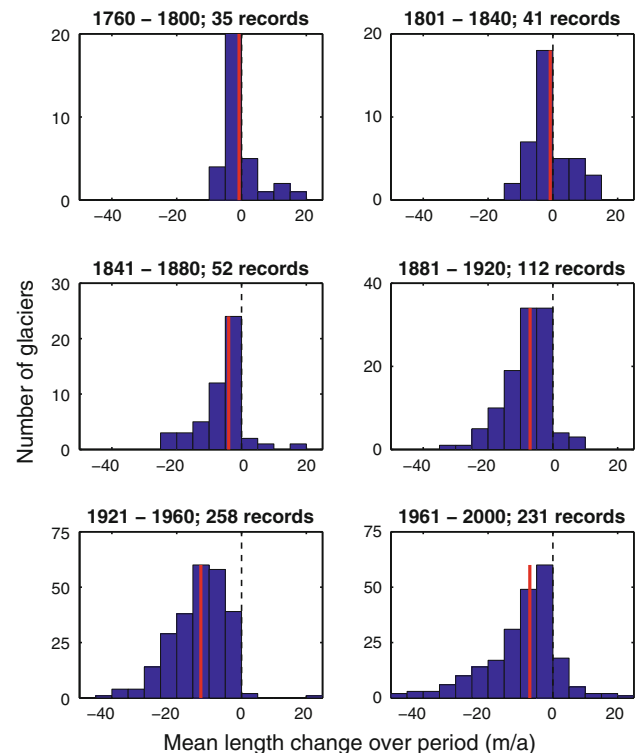 1760 – 1800; 35 records
20
10
0
−40 −20 0 20
1801 – 1840; 41 records
20
10
0
−40 −20 0 20
1841 – 1880; 52 records
30
20
10
0
−40 −20 0 20
1881 – 1920; 112 records
40
20
0
−40 −20 0 20
1921 – 1960; 258 records
75
50
25
0
−40 −20 0 20
1961 – 2000; 231 records
75
50
25
0
−40 −20 0 20
Number of glaciers
Mean length change over period (m/a)